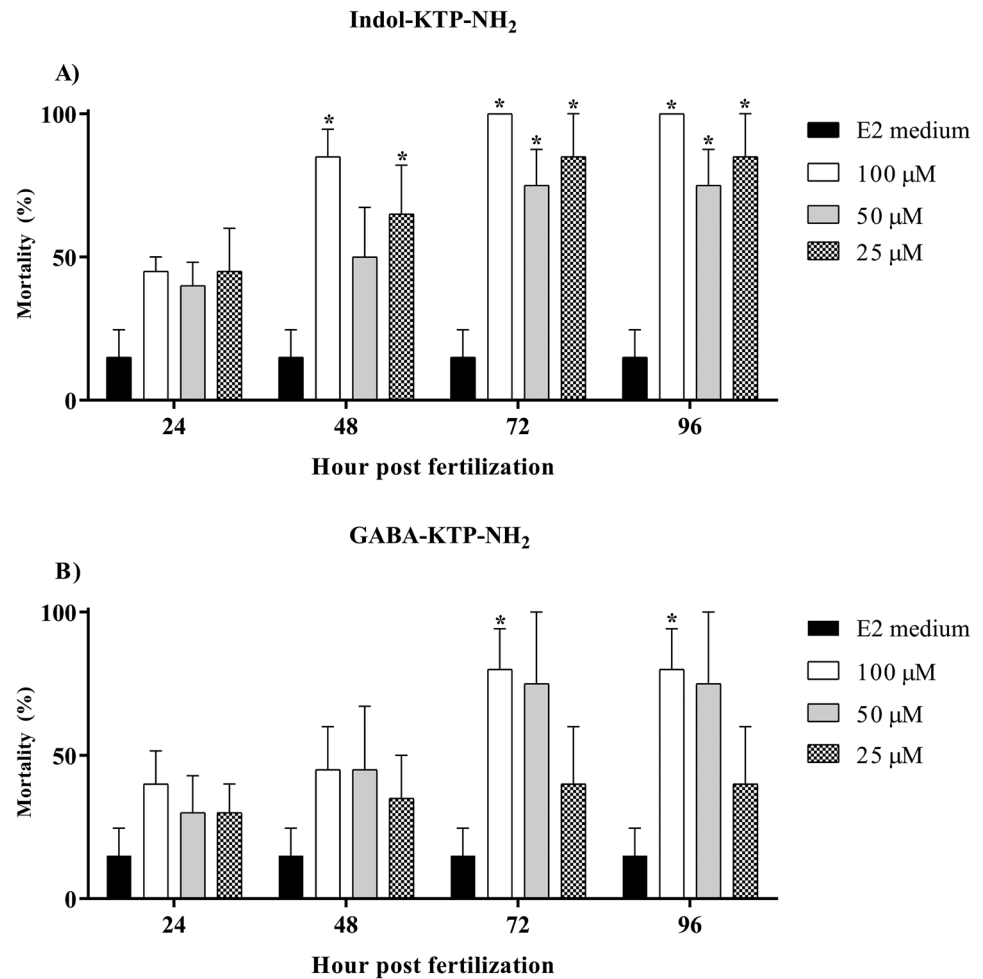 Indol-KTP-NH₂
A)
100
50
0
Mortality (%)
* * * * * * *
24 48 72 96
Hour post fertilization
E2 medium
100 μM
50 μM
25 μM
GABA-KTP-NH₂
B)
100
50
0
Mortality (%)
* *
24 48 72 96
Hour post fertilization
E2 medium
100 μM
50 μM
25 μM